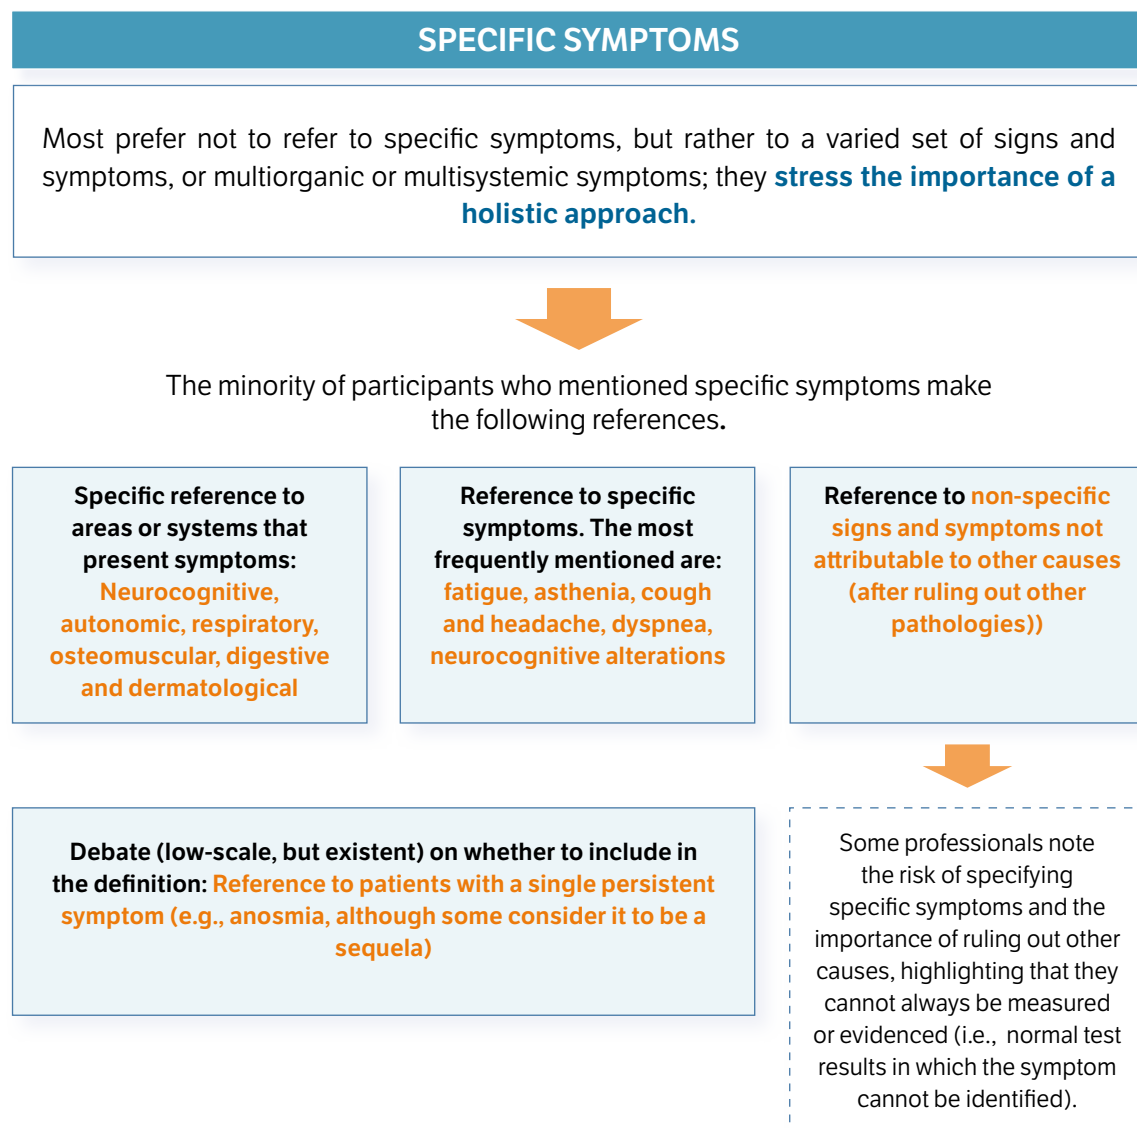 SPECIFIC SYMPTOMS
Most prefer not to refer to specific symptoms, but rather to a varied set of signs and
symptoms, or multiorganic or multisystemic symptoms; they stress the importance of a
holistic approach.
The minority of participants who mentioned specific symptoms make
the following references.
Specific reference to
areas or systems that
present symptoms:
Neurocognitive,
autonomic, respiratory,
osteomuscular, digestive
and dermatological
Reference to specific
symptoms. The most
frequently mentioned are:
fatigue, asthenia, cough
and headache, dyspnea,
neurocognitive alterations
Reference to non-specific
signs and symptoms not
attributable to other causes
(after ruling out other
pathologies))
Debate (low-scale, but existent) on whether to include in
the definition: Reference to patients with a single persistent
symptom (e.g., anosmia, although some consider it to be a
sequela)
Some professionals note
the risk of specifying
specific symptoms and the
importance of ruling out other
causes, highlighting that they
cannot always be measured
or evidenced (i.e., normal test
results in which the symptom
cannot be identified).